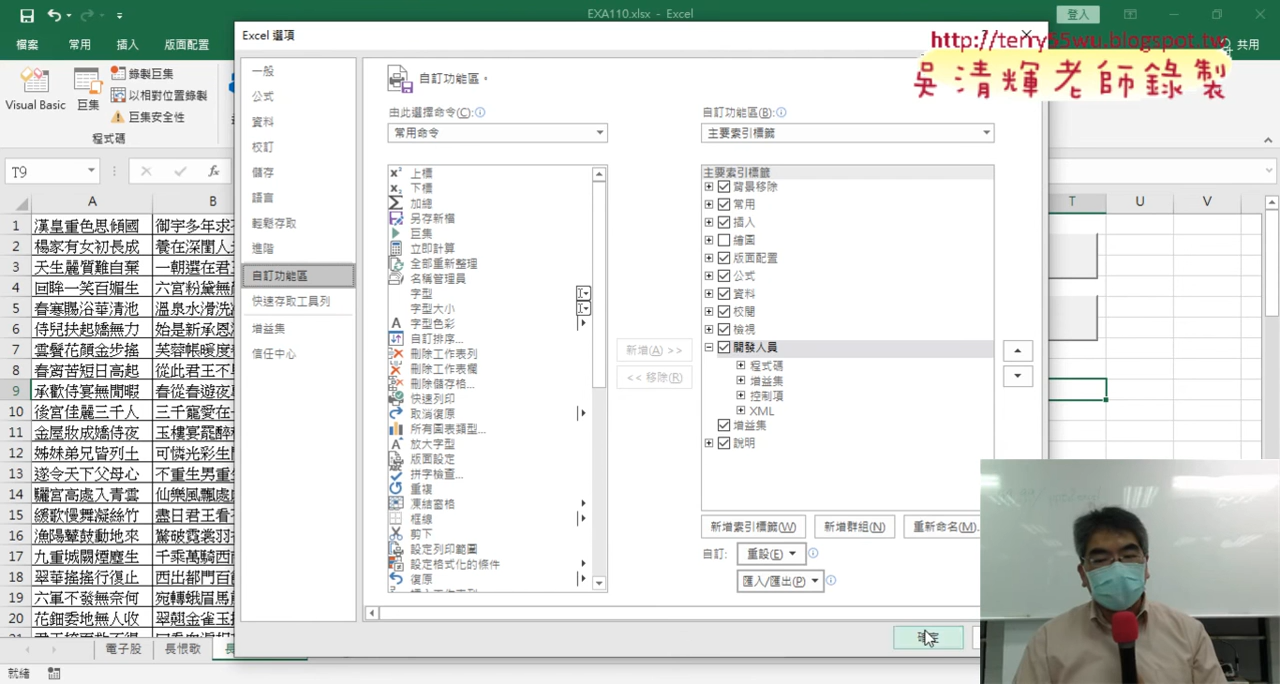 EXA110.xlsx - Excel
登入
檔案 常用 插入 版面配置
共用
http://terry55wu.blogspot.tw
吳清輝老師錄製
Visual Basic 巨集
錄製巨集
以相對位置錄製
巨集安全性
程式碼
T9
fx
Excel 選項
一般
公式
資料
校訂
儲存
語言
輕鬆存取
進階
自訂功能區
快速存取工具列
增益集
信任中心
自訂功能區。
由此選擇命令(C):
常用命令
上標
下標
加總
另存新檔
巨集
立即計算
全部重新整理
名稱管理員
字型
字型大小
字型色彩
自訂排序...
刪除工作表列
刪除工作表欄
刪除儲存格...
快速列印
取消復原
所有圖表類型...
放大字型
版面設定
拼字檢查...
重複
凍結窗格
框線
剪下
設定列印範圍
設定格式化的條件
復原
新增(A) >>
<< 移除(R)
自訂功能區(B):
主要索引標籤
主要索引標籤
背景移除
常用
插入
繪圖
版面配置
公式
資料
校閱
檢視
開發人員
程式碼
增益集
控制項
XML
增益集
說明
新增索引標籤(W) 新增群組(N) 重新命名(M)...
自訂: 重設(E)
匯入/匯出(P)
確定
A B T U V
1 漢皇重色思傾國 御宇多年求
2 楊家有女初長成 養在深閨人
3 天生麗質難自棄 一朝選在君
4 回眸一笑百媚生 六宮粉黛無
5 春寒賜浴華清池 溫泉水滑洗
6 侍兒扶起嬌無力 始是新承恩
7 雲鬢花顏金步搖 芙蓉帳暖度
8 春宵苦短日高起 從此君王不
9 承歡侍宴無閒暇 春從春遊夜
10 後宮佳麗三千人 三千寵愛在
11 金屋妝成嬌侍夜 玉樓宴罷醉
12 姊妹弟兄皆列土 可憐光彩生
13 遂令天下父母心 不重生男重
14 驪宮高處入青雲 仙樂風飄處
15 緩歌慢舞凝絲竹 盡日君王看
16 漁陽鼙鼓動地來 驚破霓裳羽
17 九重城闕煙塵生 千乘萬騎西
18 翠華搖搖行復止 西出都門百
19 六軍不發無奈何 宛轉蛾眉馬
20 花鈿委地無人收 翠翹金雀玉
電子股 長恨歌
就緒